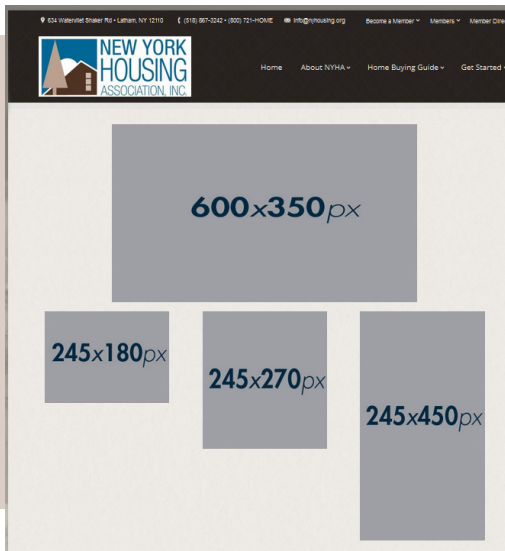 634 Watervliet Shaker Rd • Latham, NY 12110 (518) 867-3242 • (800) 721-HOME info@nyhousing.org Become a Member Members Member Dire
NEW YORK
HOUSING
ASSOCIATION, INC.
Home About NYHA Home Buying Guide Get Started
600x350px
245x180px
245x270px
245x450px